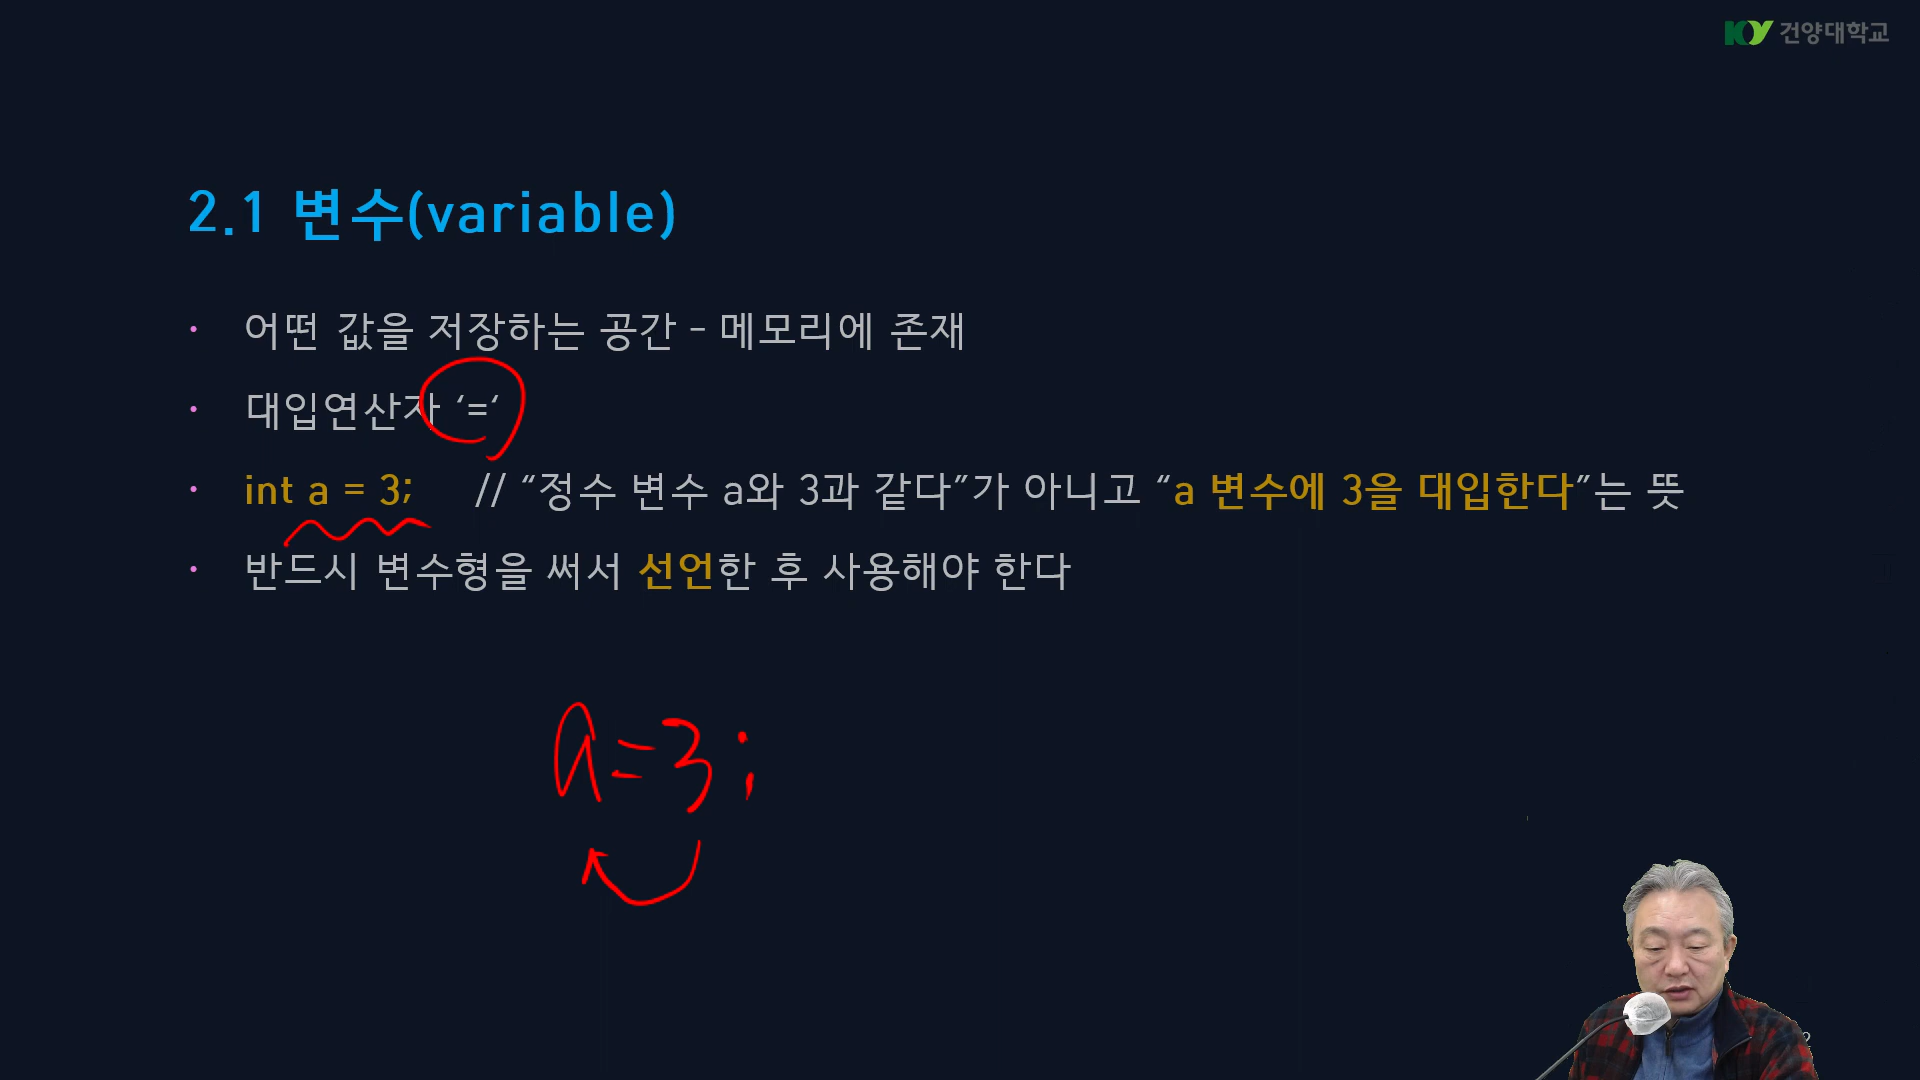 KY 건양대학교
2.1 변수(variable)
• 어떤 값을 저장하는 공간 – 메모리에 존재
• 대입연산자 ‘=‘
• int a = 3; // “정수 변수 a와 3과 같다”가 아니고 “a 변수에 3을 대입한다”는 뜻
• 반드시 변수형을 써서 선언한 후 사용해야 한다
a=3;